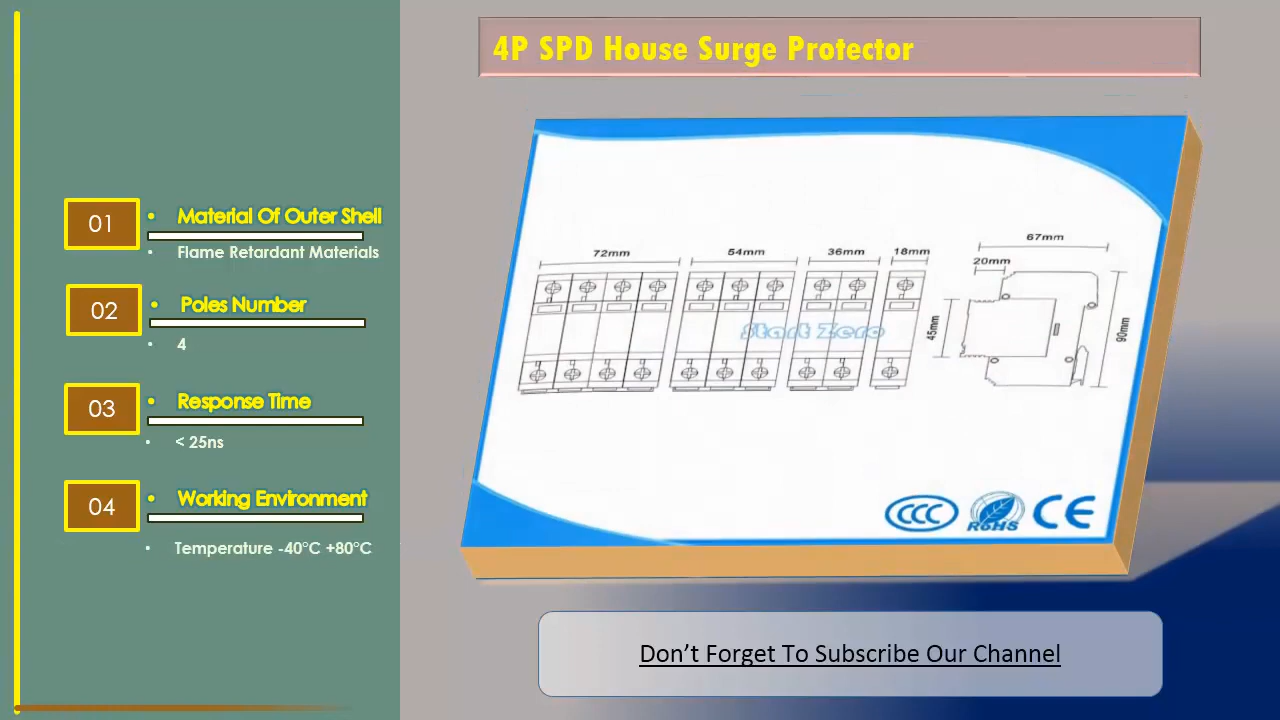 4P SPD House Surge Protector
01
• Material Of Outer Shell
• Flame Retardant Materials
02
• Poles Number
• 4
03
• Response Time
• < 25ns
04
• Working Environment
• Temperature -40°C +80°C
72mm
54mm
36mm
18mm
67mm
20mm
45mm
90mm
Start Zero
CCC
RoHS
CE
Don’t Forget To Subscribe Our Channel